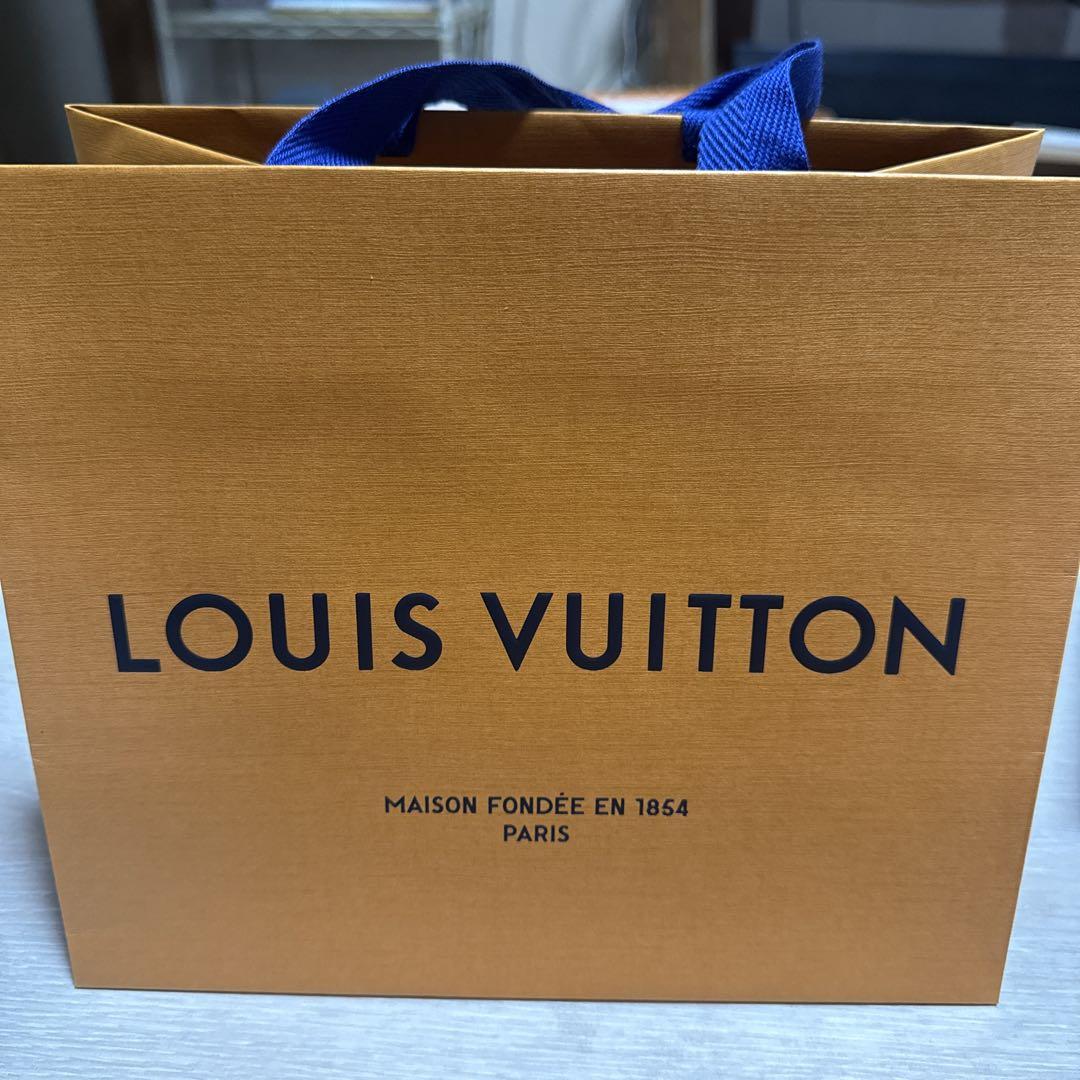 LOUIS VUITTON
MAISON FONDÉE EN 1854
PARIS